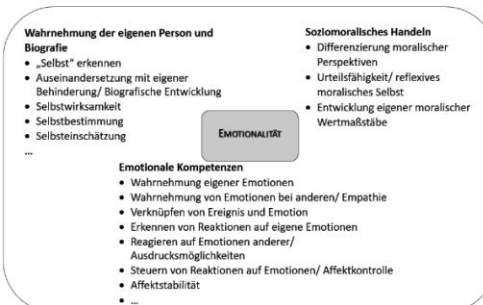 Wahrnehmung der eigenen Person und
Biografie
• „Selbst" erkennen
• Auseinandersetzung mit eigener
Behinderung/ Biografische Entwicklung
• Selbstwirksamkeit
• Selbstbestimmung
• Selbsteinschätzung
...
Soziomoralisches Handeln
• Differenzierung moralischer
Perspektiven
• Urteilsfähigkeit/ reflexives
moralisches Selbst
• Entwicklung eigener moralischer
Wertmaßstäbe
EMOTIONALITÄT
Emotionale Kompetenzen
• Wahrnehmung eigener Emotionen
• Wahrnehmung von Emotionen bei anderen/ Empathie
• Verknüpfen von Ereignis und Emotion
• Erkennen von Reaktionen auf eigene Emotionen
• Reagieren auf Emotionen anderer/
Ausdrucksmöglichkeiten
• Steuern von Reaktionen auf Emotionen/ Affektkontrolle
• Affektstabilität
• ...